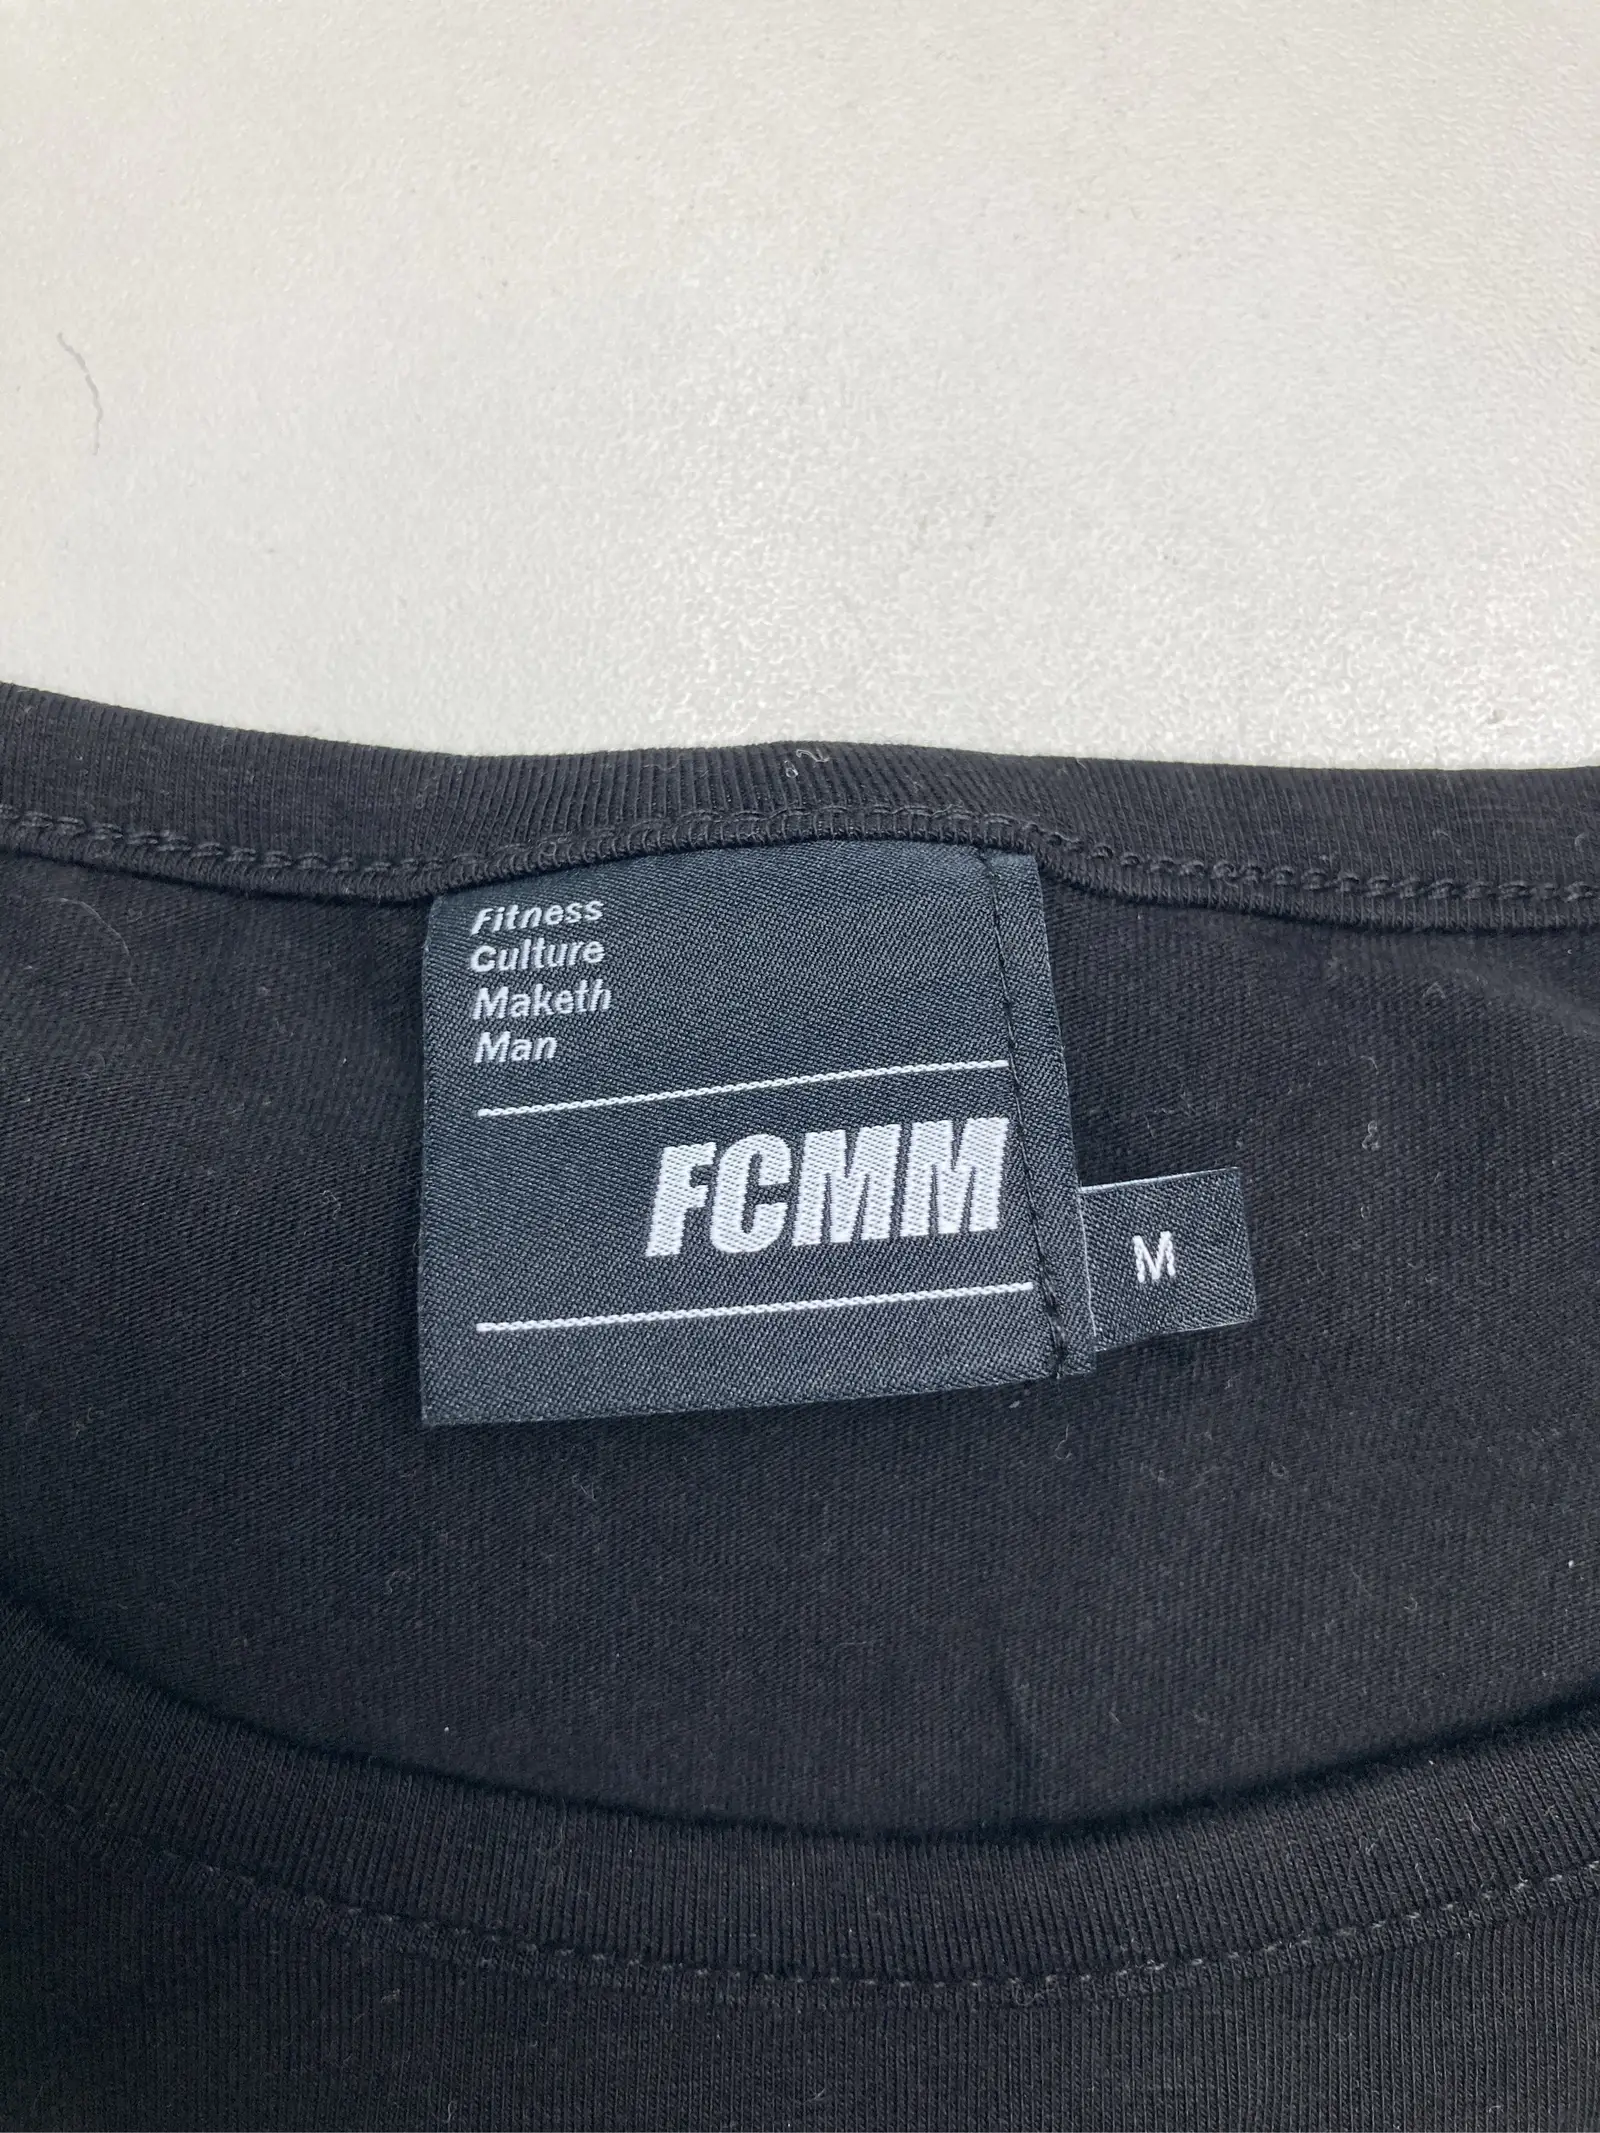 Fitness
Culture
Maketh
Man
FCMM
M